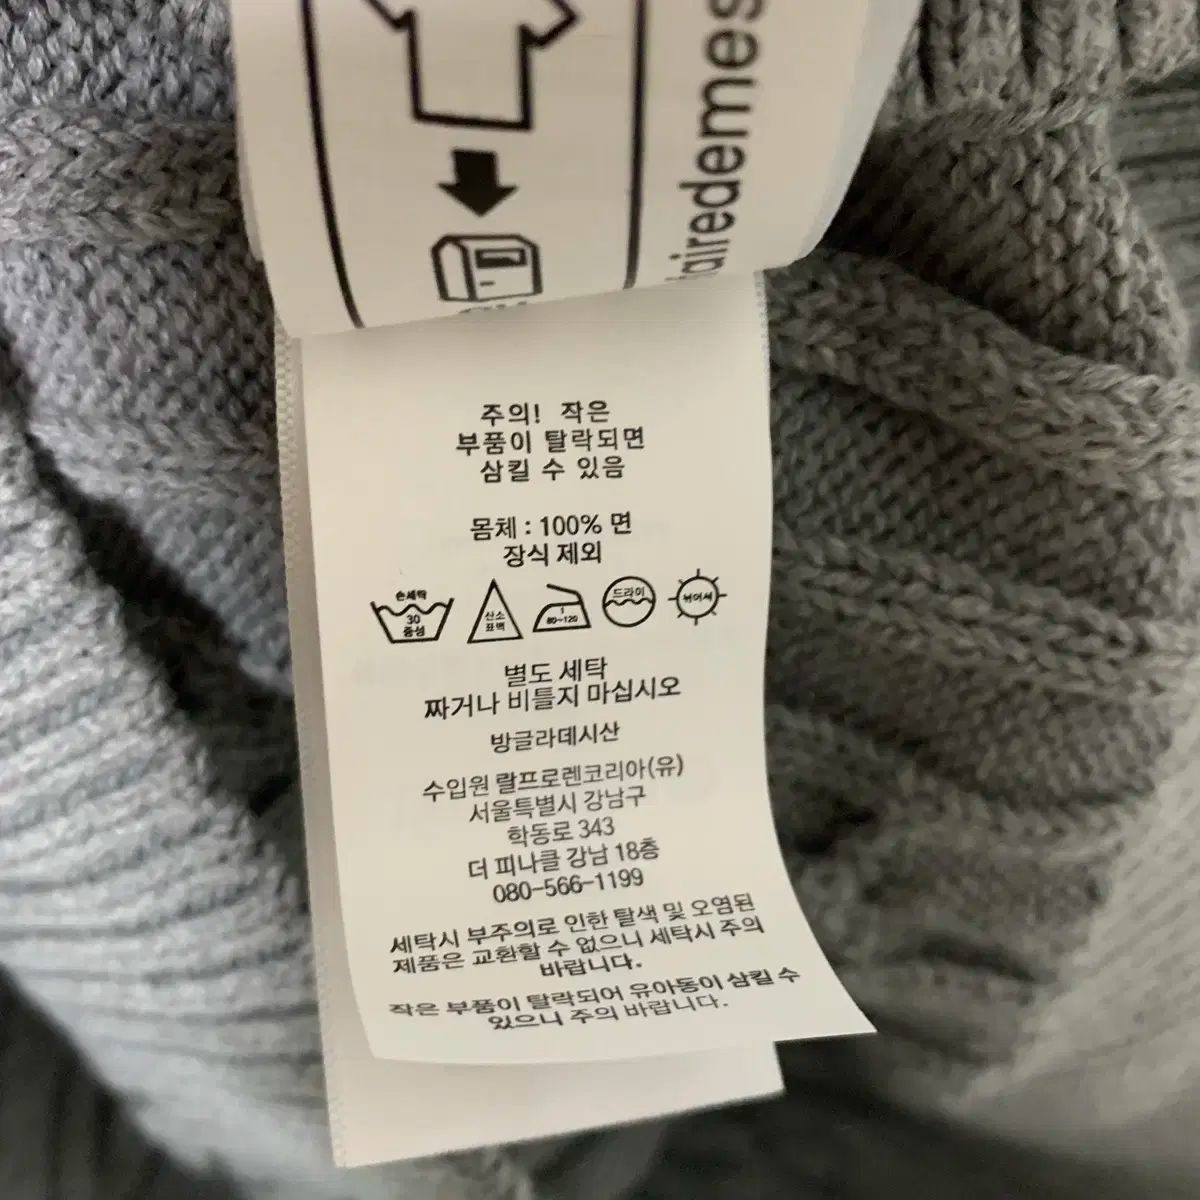 airedemes
주의! 작은
부품이 탈락되면
삼킬 수 있음
몸체 : 100% 면
장식 제외
손세탁
30
중성
산소
표백
1
80~120
드라이
뉘어서
별도 세탁
짜거나 비틀지 마십시오
방글라데시산
수입원 랄프로렌코리아(유)
서울특별시 강남구
학동로 343
더 피나클 강남 18층
080-566-1199
세탁시 부주의로 인한 탈색 및 오염된
제품은 교환할 수 없으니 세탁시 주의
바랍니다.
작은 부품이 탈락되어 유아동이 삼킬 수
있으니 주의 바랍니다.